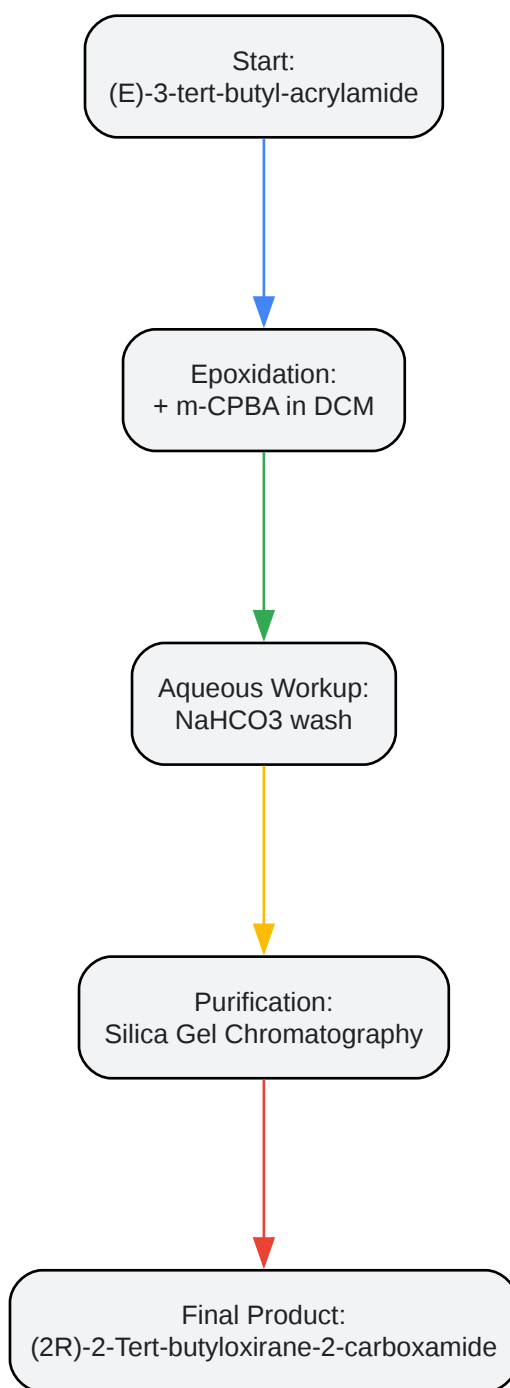 Start:
(E)-3-tert-butyl-acrylamide
Epoxidation:
+ m-CPBA in DCM
Aqueous Workup:
NaHCO3 wash
Purification:
Silica Gel Chromatography
Final Product:
(2R)-2-Tert-butyloxirane-2-carboxamide